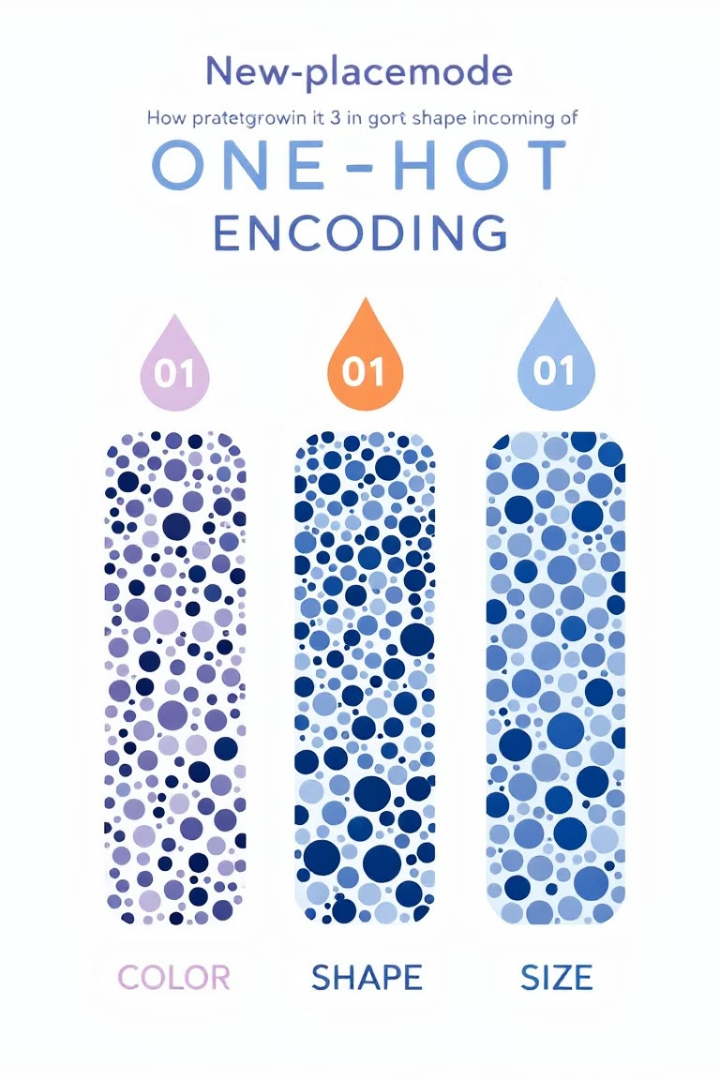 New-placemode
How pratetgrowin it 3 in gort shape incoming of
ONE-HOT
ENCODING
01 01 01
COLOR SHAPE SIZE